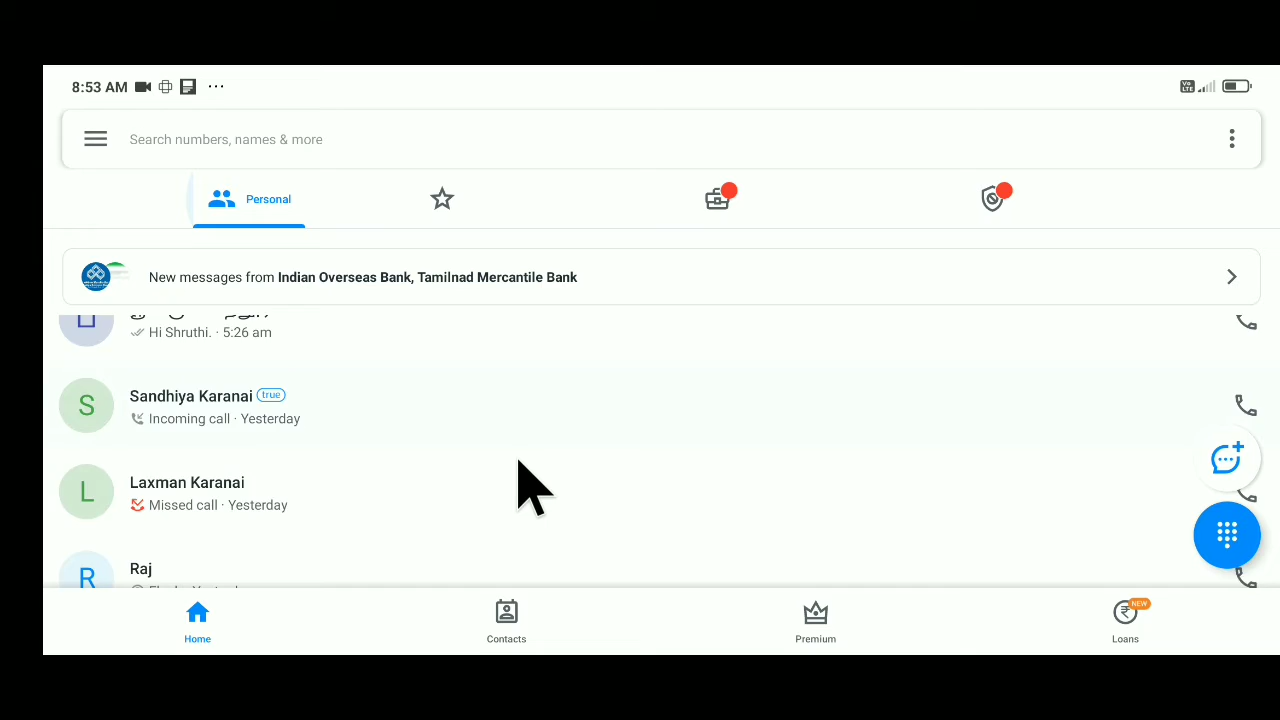 8:53 AM ...
Vo LTE
Search numbers, names & more
Personal
New messages from Indian Overseas Bank, Tamilnad Mercantile Bank
Hi Shruthi. · 5:26 am
S
Sandhiya Karanai true
Incoming call · Yesterday
L
Laxman Karanai
Missed call · Yesterday
R
Raj
Home
Contacts
Premium
NEW
Loans